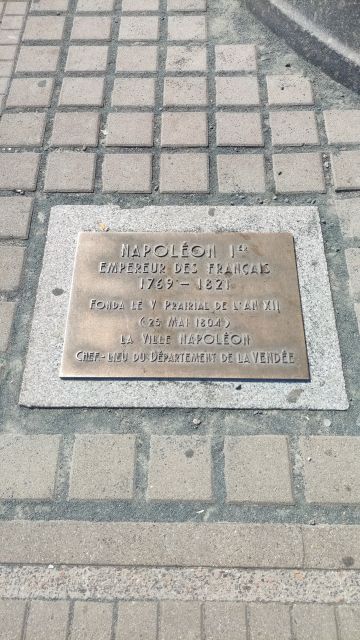 NAPOLÉON Iᴱᴿ
EMPEREUR DES FRANÇAIS
1769 - 1821
FONDA LE V PRAIRIAL DE L'AN XII
(25 MAI 1804)
LA VILLE NAPOLÉON
CHEF-LIEU DU DÉPARTEMENT DE LA VENDÉE